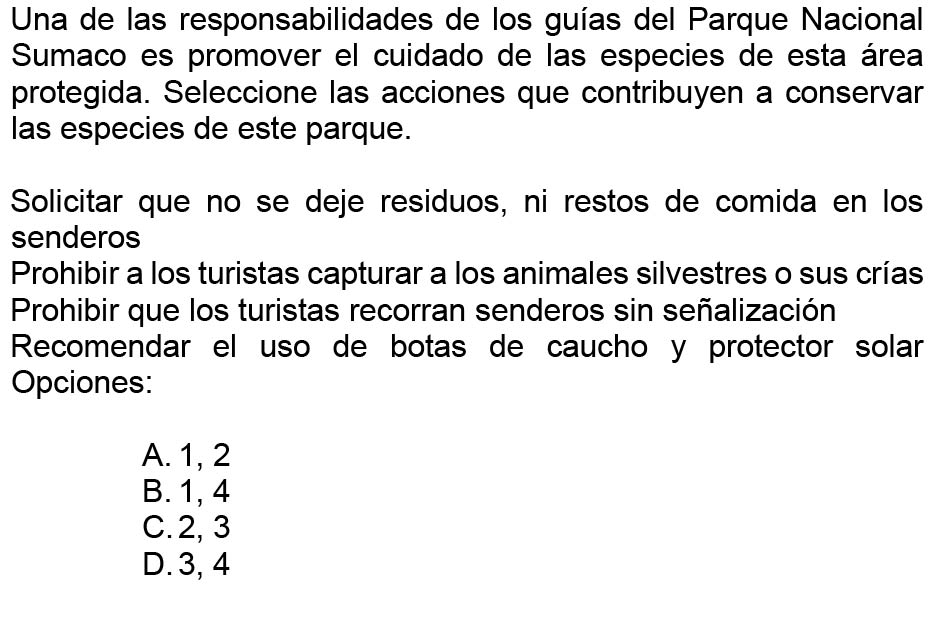 Una de las responsabilidades de los guías del Parque Nacional
Sumaco es promover el cuidado de las especies de esta área
protegida. Seleccione las acciones que contribuyen a conservar
las especies de este parque.
Solicitar que no se deje residuos, ni restos de comida en los
senderos
Prohibir a los turistas capturar a los animales silvestres o sus crías
Prohibir que los turistas recorran senderos sin señalización
Recomendar el uso de botas de caucho y protector solar
Opciones:
A. 1, 2
B. 1, 4
C. 2, 3
D. 3, 4